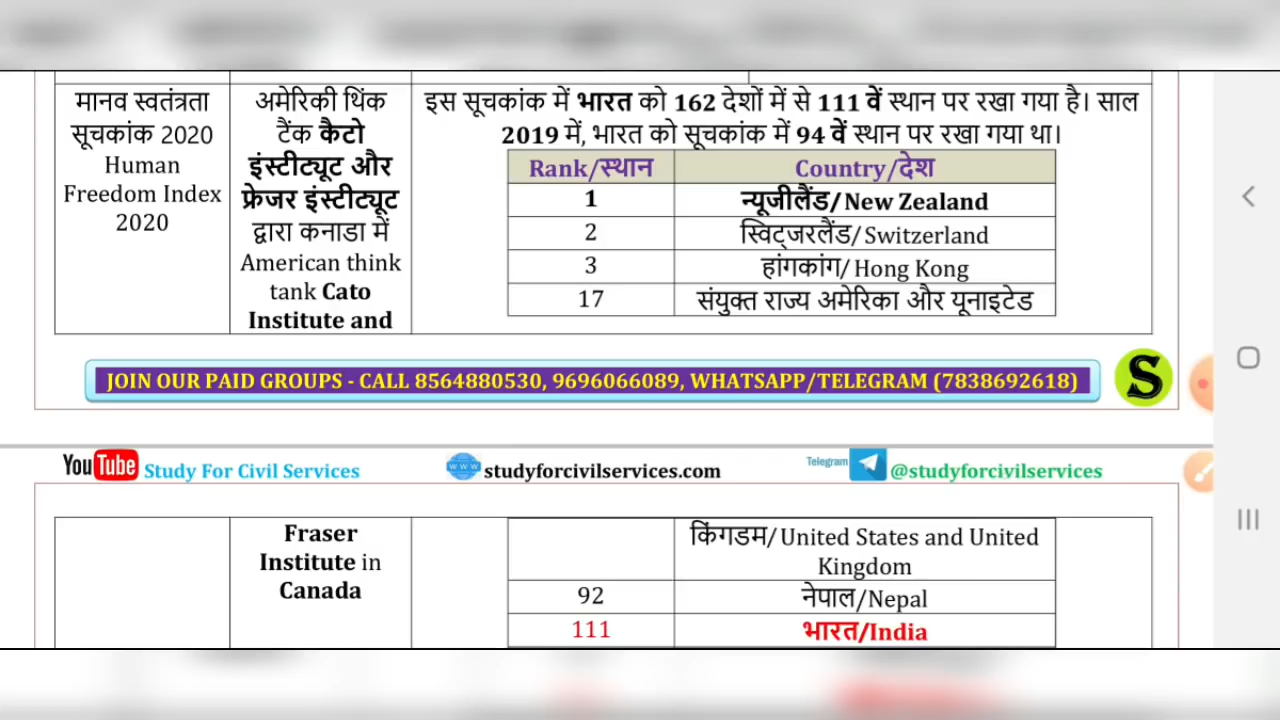 मानव स्वतंत्रता
सूचकांक 2020
Human
Freedom Index
2020
अमेरिकी थिंक
टैंक कैटो
इंस्टीट्यूट और
फ्रेजर इंस्टीट्यूट
द्वारा कनाडा में
American think
tank Cato
Institute and
इस सूचकांक में भारत को 162 देशों में से 111 वें स्थान पर रखा गया है। साल
2019 में, भारत को सूचकांक में 94 वें स्थान पर रखा गया था।
Rank/स्थान Country/देश
1 न्यूजीलैंड/New Zealand
2 स्विट्जरलैंड/Switzerland
3 हांगकांग/Hong Kong
17 संयुक्त राज्य अमेरिका और यूनाइटेड
JOIN OUR PAID GROUPS - CALL 8564880530, 9696066089, WHATSAPP/TELEGRAM (7838692618)
S
YouTube Study For Civil Services
www studyforcivilservices.com
Telegram @studyforcivilservices
Fraser
Institute in
Canada
किंगडम/United States and United
Kingdom
92 नेपाल/Nepal
111 भारत/India